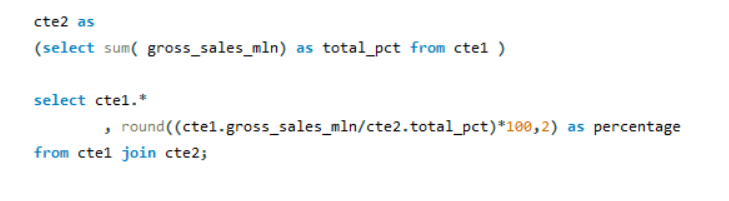 cte2 as
(select sum( gross_sales_mln) as total_pct from cte1 )
select cte1.*
, round((cte1.gross_sales_mln/cte2.total_pct)*100,2) as percentage
from cte1 join cte2;